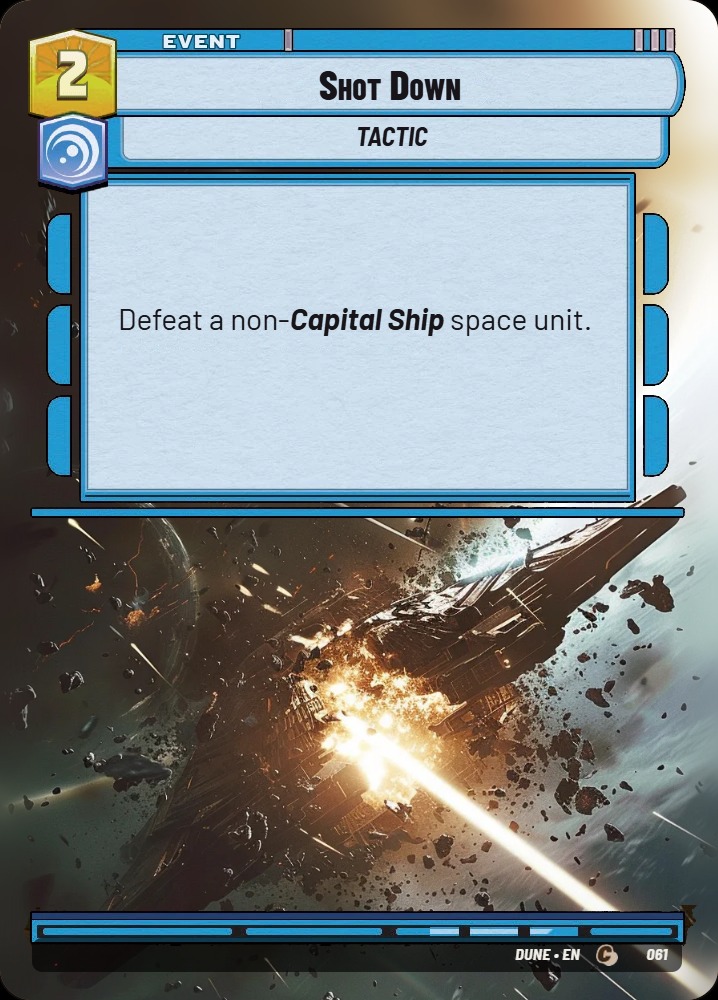 EVENT
2
SHOT DOWN
TACTIC
Defeat a non-Capital Ship space unit.
DUNE • EN C 061